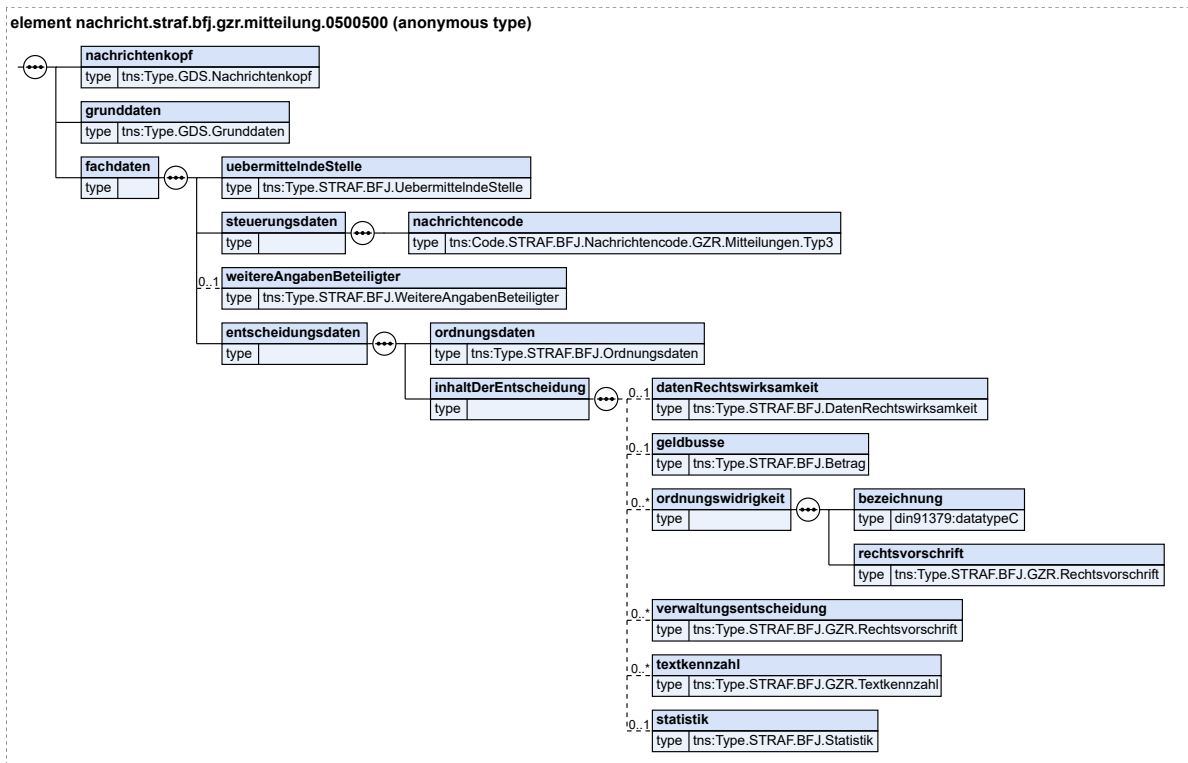 element nachricht.straf.bfj.gzr.mitteilung.0500500 (anonymous type)
nachrichtenkopf
type tns:Type.GDS.Nachrichtenkopf
grunddaten
type tns:Type.GDS.Grunddaten
fachdaten
type
uebermittelndeStelle
type tns:Type.STRAF.BFJ.UebermittelndeStelle
steuerungsdaten
type
nachrichtencode
type tns:Code.STRAF.BFJ.Nachrichtencode.GZR.Mitteilungen.Typ3
0..1
weitereAngabenBeteiligter
type tns:Type.STRAF.BFJ.WeitereAngabenBeteiligter
entscheidungsdaten
type
ordnungsdaten
type tns:Type.STRAF.BFJ.Ordnungsdaten
inhaltDerEntscheidung
type
0..1
datenRechtswirksamkeit
type tns:Type.STRAF.BFJ.DatenRechtswirksamkeit
0..1
geldbusse
type tns:Type.STRAF.BFJ.Betrag
0..*
ordnungswidrigkeit
type
bezeichnung
type din91379:datatypeC
rechtsvorschrift
type tns:Type.STRAF.BFJ.GZR.Rechtsvorschrift
0..*
verwaltungsentscheidung
type tns:Type.STRAF.BFJ.GZR.Rechtsvorschrift
0..*
textkennzahl
type tns:Type.STRAF.BFJ.GZR.Textkennzahl
0..1
statistik
type tns:Type.STRAF.BFJ.Statistik